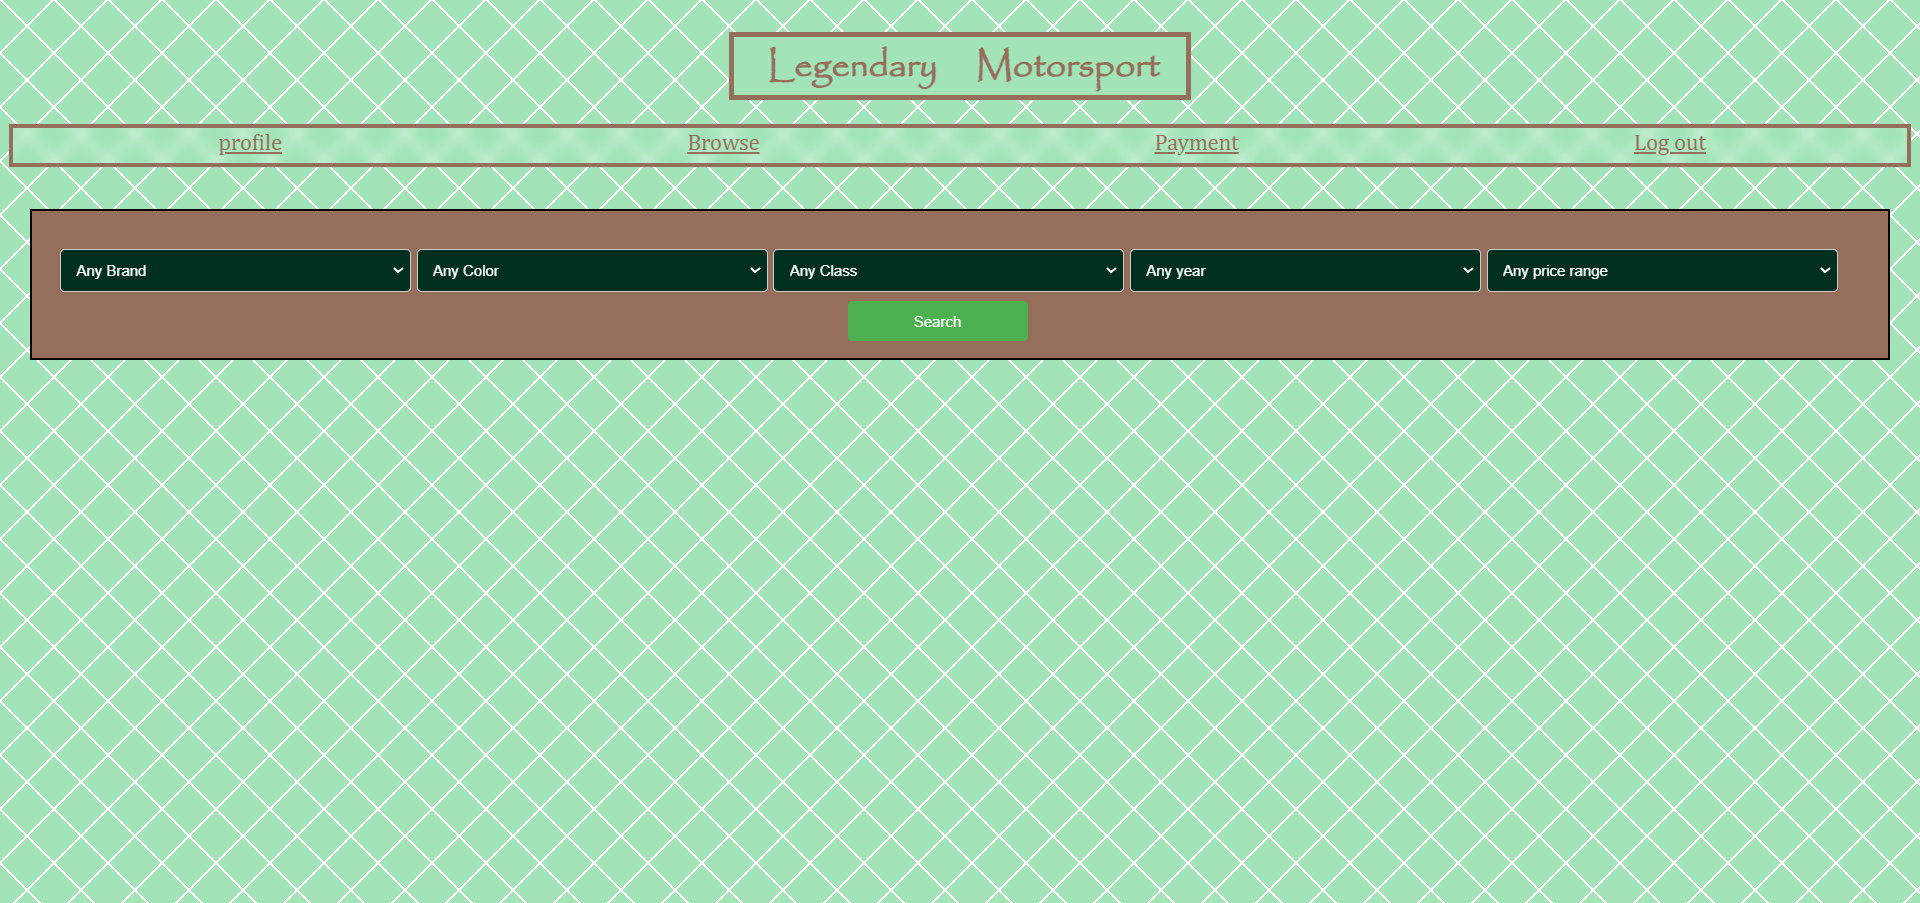 Legendary Motorsport
profile Browse Payment Log out
Any Brand Any Color Any Class Any year Any price range
Search